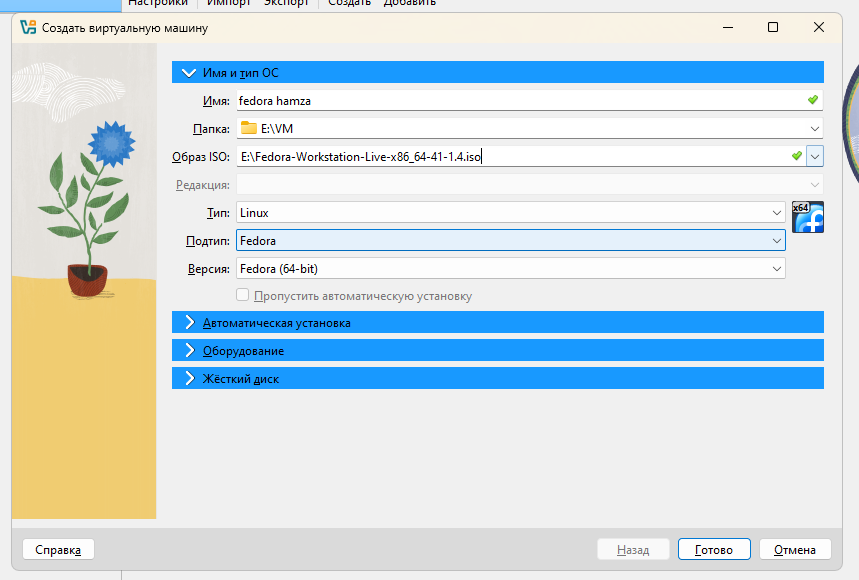 Настройки Импорт Экспорт Создать Добавить
Создать виртуальную машину
Имя и тип ОС
Имя: fedora hamza
Папка: E:\VM
Образ ISO: E:\Fedora-Workstation-Live-x86_64-41-1.4.iso
Редакция:
Тип: Linux
x64
Подтип: Fedora
Версия: Fedora (64-bit)
Пропустить автоматическую установку
Автоматическая установка
Оборудование
Жёсткий диск
Справка Назад Готово Отмена